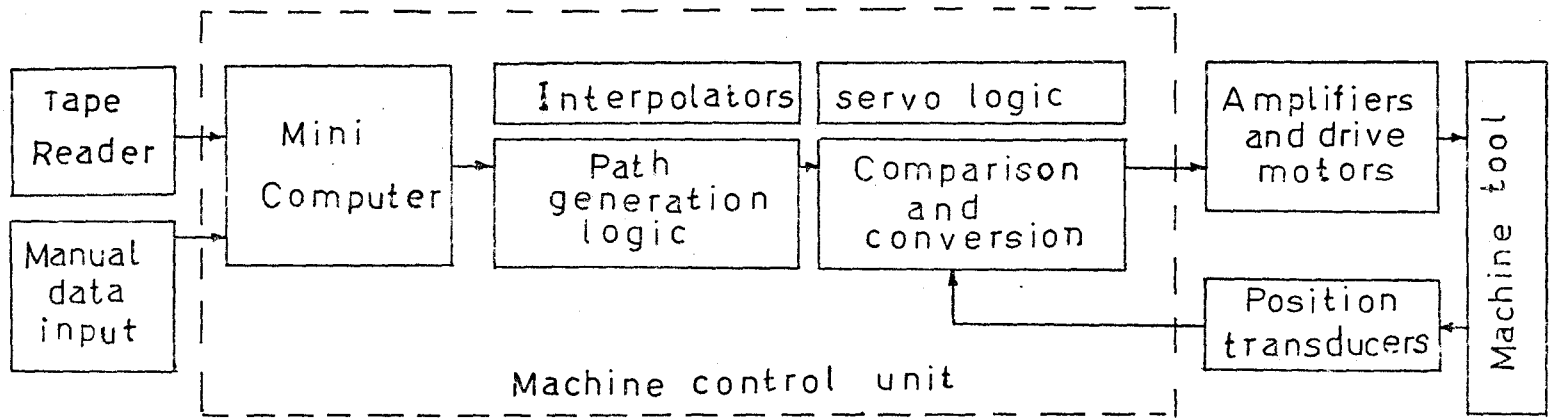 Tape
Reader
Manual
data
input
Mini
Computer
Interpolators
Path
generation
logic
servo logic
Comparison
and
conversion
Amplifiers
and drive
motors
Position
transducers
Machine tool
Machine control unit